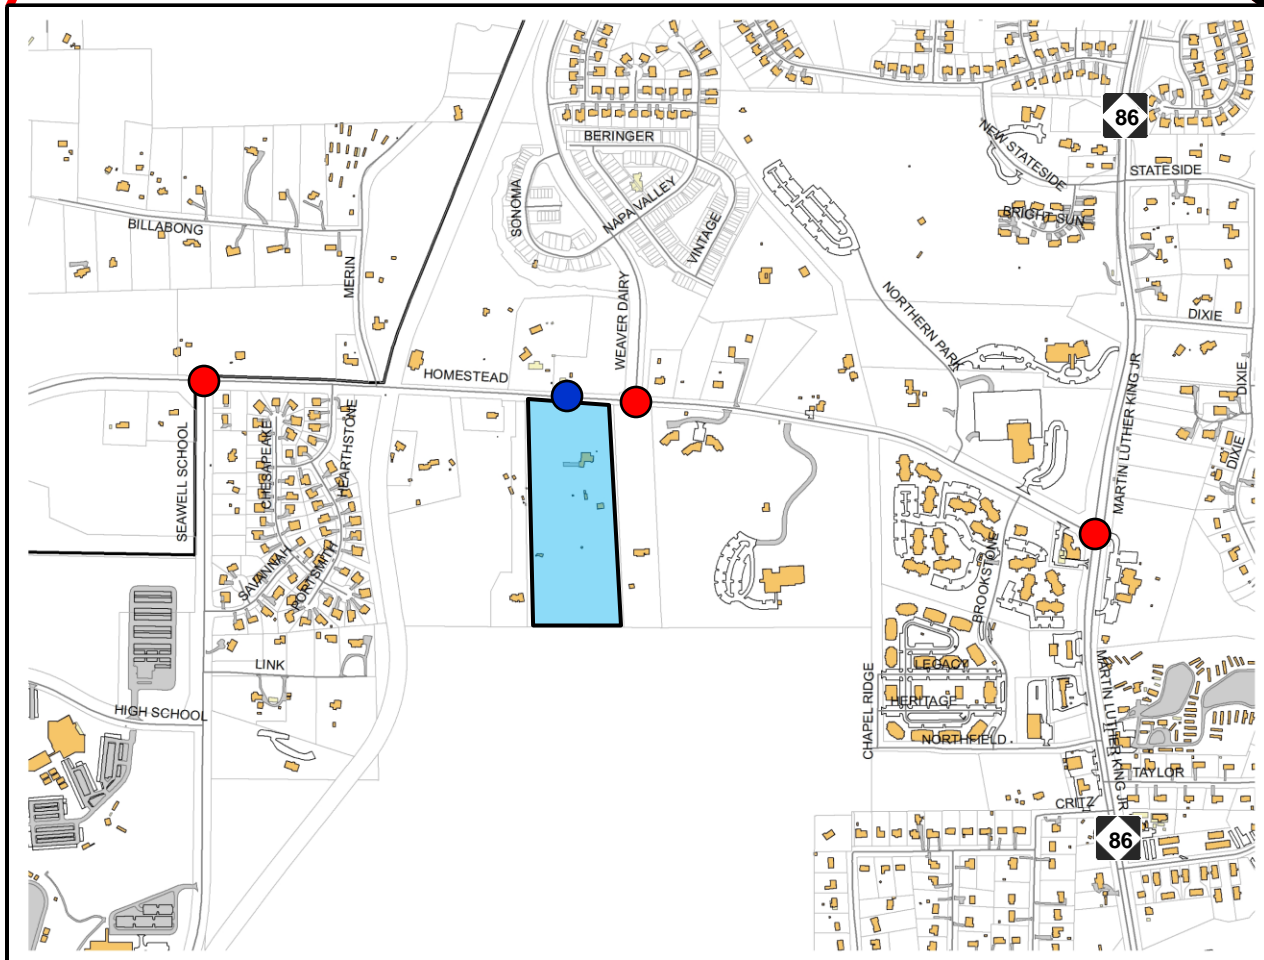 86
BERINGER
NEW STATESIDE
STATESIDE
SONOMA
NAPA VALLEY
BRIGHT SUN
BILLABONG
VINTAGE
MERIN
WEAVER DAIRY
NORTHERN PARK
DIXIE
HOMESTEAD
MARTIN LUTHER KING JR
DIXIE
SEAWELL SCHOOL
CHESAPEAKE
HEARTHSTONE
DIXIE
SAVANNAH
PORTSMITH
BROOKSTONE
LINK
LEGACY
HERITAGE
CHAPEL RIDGE
MARTIN LUTHER KING JR
HIGH SCHOOL
NORTHFIELD
TAYLOR
CRITZ
86